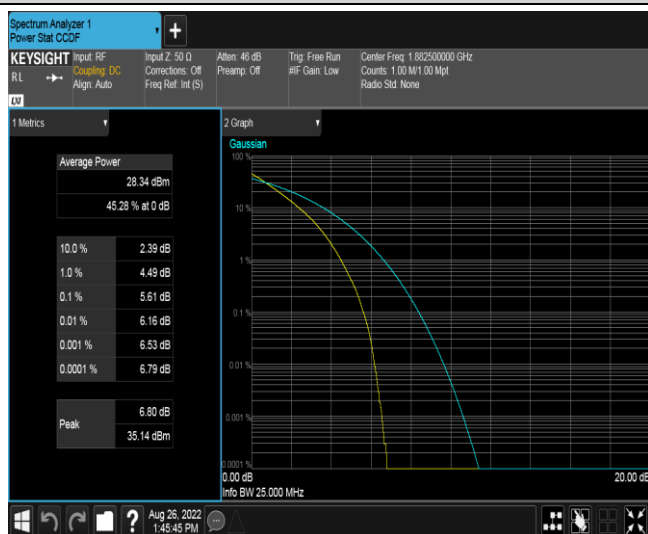 Spectrum Analyzer 1
Power Stat CCDF
KEYSIGHT
RL
LXI
Input: RF
Coupling: DC
Align: Auto
Input Z: 50 Ω
Corrections: Off
Freq Ref: Int (S)
Atten: 46 dB
Preamp: Off
Trig: Free Run
#IF Gain: Low
Center Freq: 1.882500000 GHz
Counts: 1.00 M/1.00 Mpt
Radio Std: None
1 Metrics
Average Power
28.34 dBm
45.28 % at 0 dB
10.0 % 2.39 dB
1.0 % 4.49 dB
0.1 % 5.61 dB
0.01 % 6.16 dB
0.001 % 6.53 dB
0.0001 % 6.79 dB
Peak
6.80 dB
35.14 dBm
2 Graph
Gaussian
100 %
10 %
1 %
0.1 %
0.01 %
0.001 %
0.0001 %
0.00 dB 20.00 dB
Info BW 25.000 MHz
?
Aug 26, 2022
1:45:45 PM